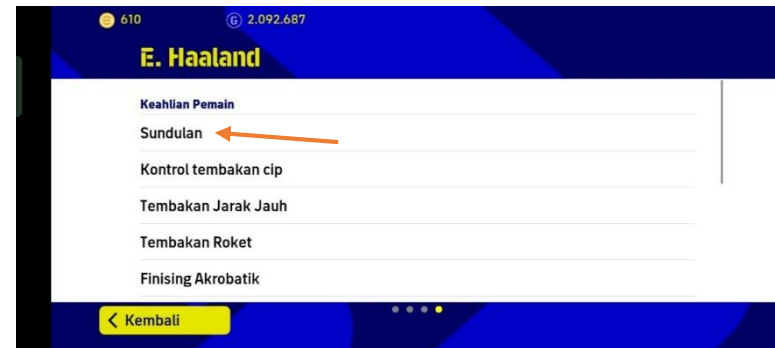 610
G 2.092.687
E. Haaland
Keahlian Pemain
Sundulan
Kontrol tembakan cip
Tembakan Jarak Jauh
Tembakan Roket
Finising Akrobatik
Kembali